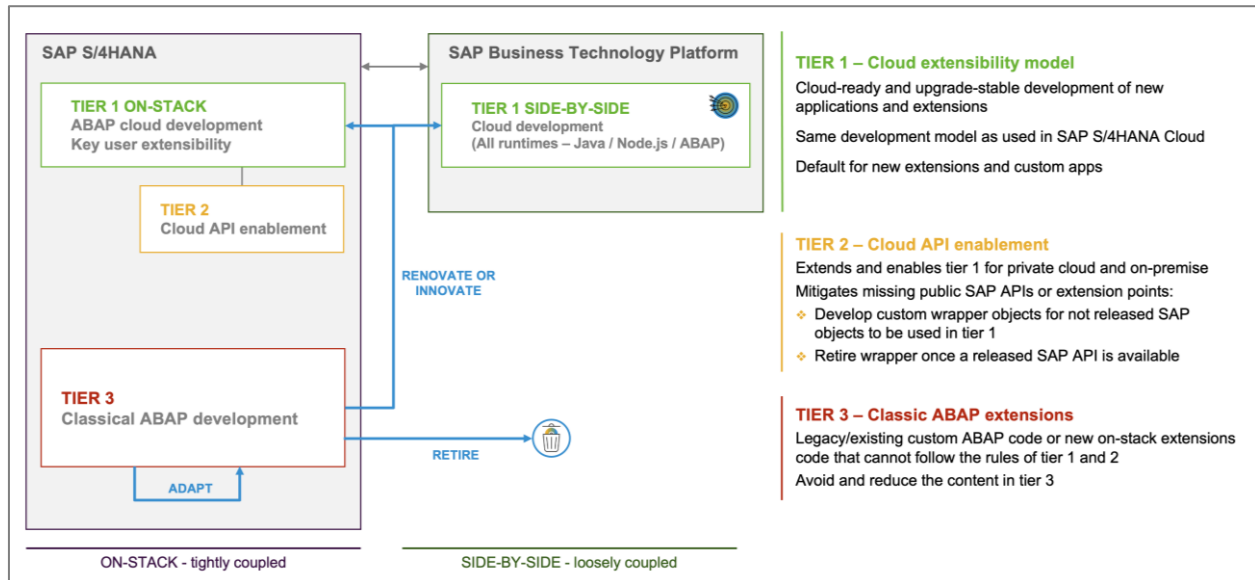 SAP S/4HANA
TIER 1 ON-STACK
ABAP cloud development
Key user extensibility
TIER 2
Cloud API enablement
TIER 3
Classical ABAP development
ADAPT
RENOVATE OR
INNOVATE
RETIRE
ON-STACK - tightly coupled
SAP Business Technology Platform
TIER 1 SIDE-BY-SIDE
Cloud development
(All runtimes – Java / Node.js / ABAP)
SIDE-BY-SIDE - loosely coupled
TIER 1 – Cloud extensibility model
Cloud-ready and upgrade-stable development of new
applications and extensions
Same development model as used in SAP S/4HANA Cloud
Default for new extensions and custom apps
TIER 2 – Cloud API enablement
Extends and enables tier 1 for private cloud and on-premise
Mitigates missing public SAP APIs or extension points:
❖ Develop custom wrapper objects for not released SAP
objects to be used in tier 1
❖ Retire wrapper once a released SAP API is available
TIER 3 – Classic ABAP extensions
Legacy/existing custom ABAP code or new on-stack extensions
code that cannot follow the rules of tier 1 and 2
Avoid and reduce the content in tier 3